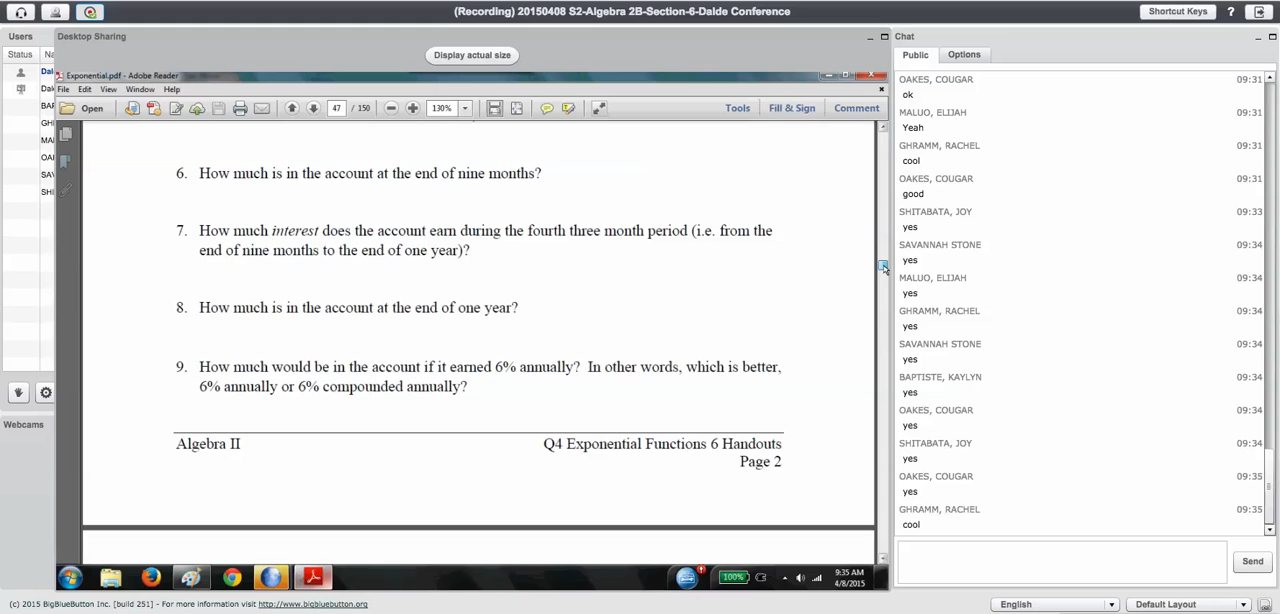 (Recording) 20150408 S2-Algebra 2B-Section-6-Dalde Conference
Shortcut Keys
?
Users
Status
Desktop Sharing
Display actual size
Exponential.pdf - Adobe Reader
File Edit View Window Help
Open
47 / 150
130%
Tools
Fill & Sign
Comment
6. How much is in the account at the end of nine months?
7. How much interest does the account earn during the fourth three month period (i.e. from the
end of nine months to the end of one year)?
8. How much is in the account at the end of one year?
9. How much would be in the account if it earned 6% annually? In other words, which is better,
6% annually or 6% compounded annually?
Algebra II
Q4 Exponential Functions 6 Handouts
Page 2
100%
9:35 AM
4/8/2015
Webcams
Chat
Public
Options
OAKES, COUGAR 09:31
ok
MALUO, ELIJAH 09:31
Yeah
GHRAMM, RACHEL 09:31
cool
OAKES, COUGAR 09:31
good
SHITABATA, JOY 09:33
yes
SAVANNAH STONE 09:34
yes
MALUO, ELIJAH 09:34
yes
GHRAMM, RACHEL 09:34
yes
SAVANNAH STONE 09:34
yes
BAPTISTE, KAYLYN 09:34
yes
OAKES, COUGAR 09:34
yes
SHITABATA, JOY 09:34
yes
OAKES, COUGAR 09:35
yes
GHRAMM, RACHEL 09:35
cool
Send
(c) 2015 BigBlueButton Inc. [build 251] - For more information visit http://www.bigbluebutton.org
English
Default Layout